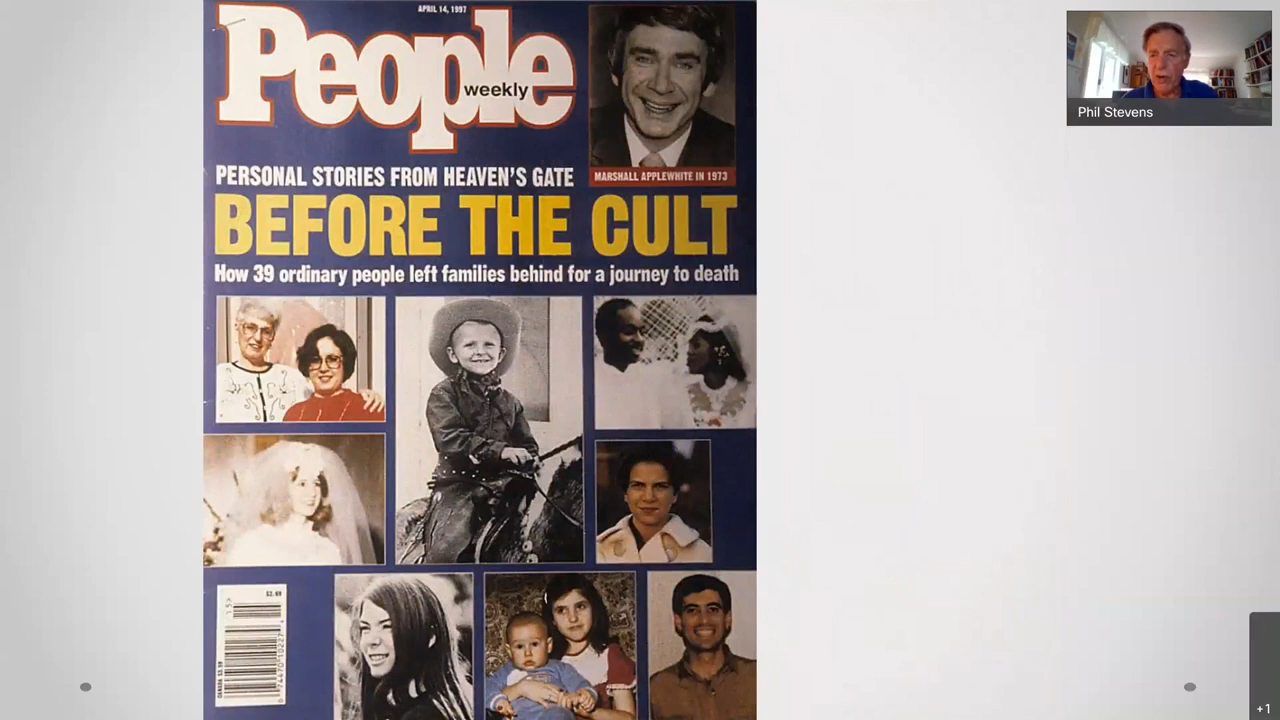 APRIL 14, 1997
People
weekly
MARSHALL APPLEWHITE IN 1973
PERSONAL STORIES FROM HEAVEN'S GATE
BEFORE THE CULT
How 39 ordinary people left families behind for a journey to death
Phil Stevens
+1